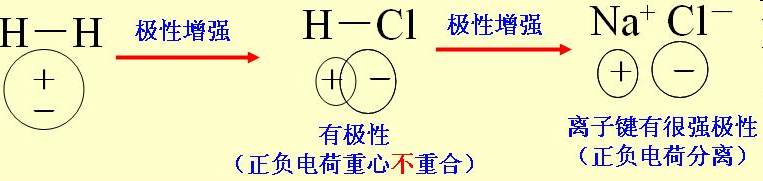 H－H
极性增强
H－Cl
极性增强
Na⁺ Cl⁻
+
−
+ −
+ −
有极性
（正负电荷重心不重合）
离子键有很强极性
（正负电荷分离）